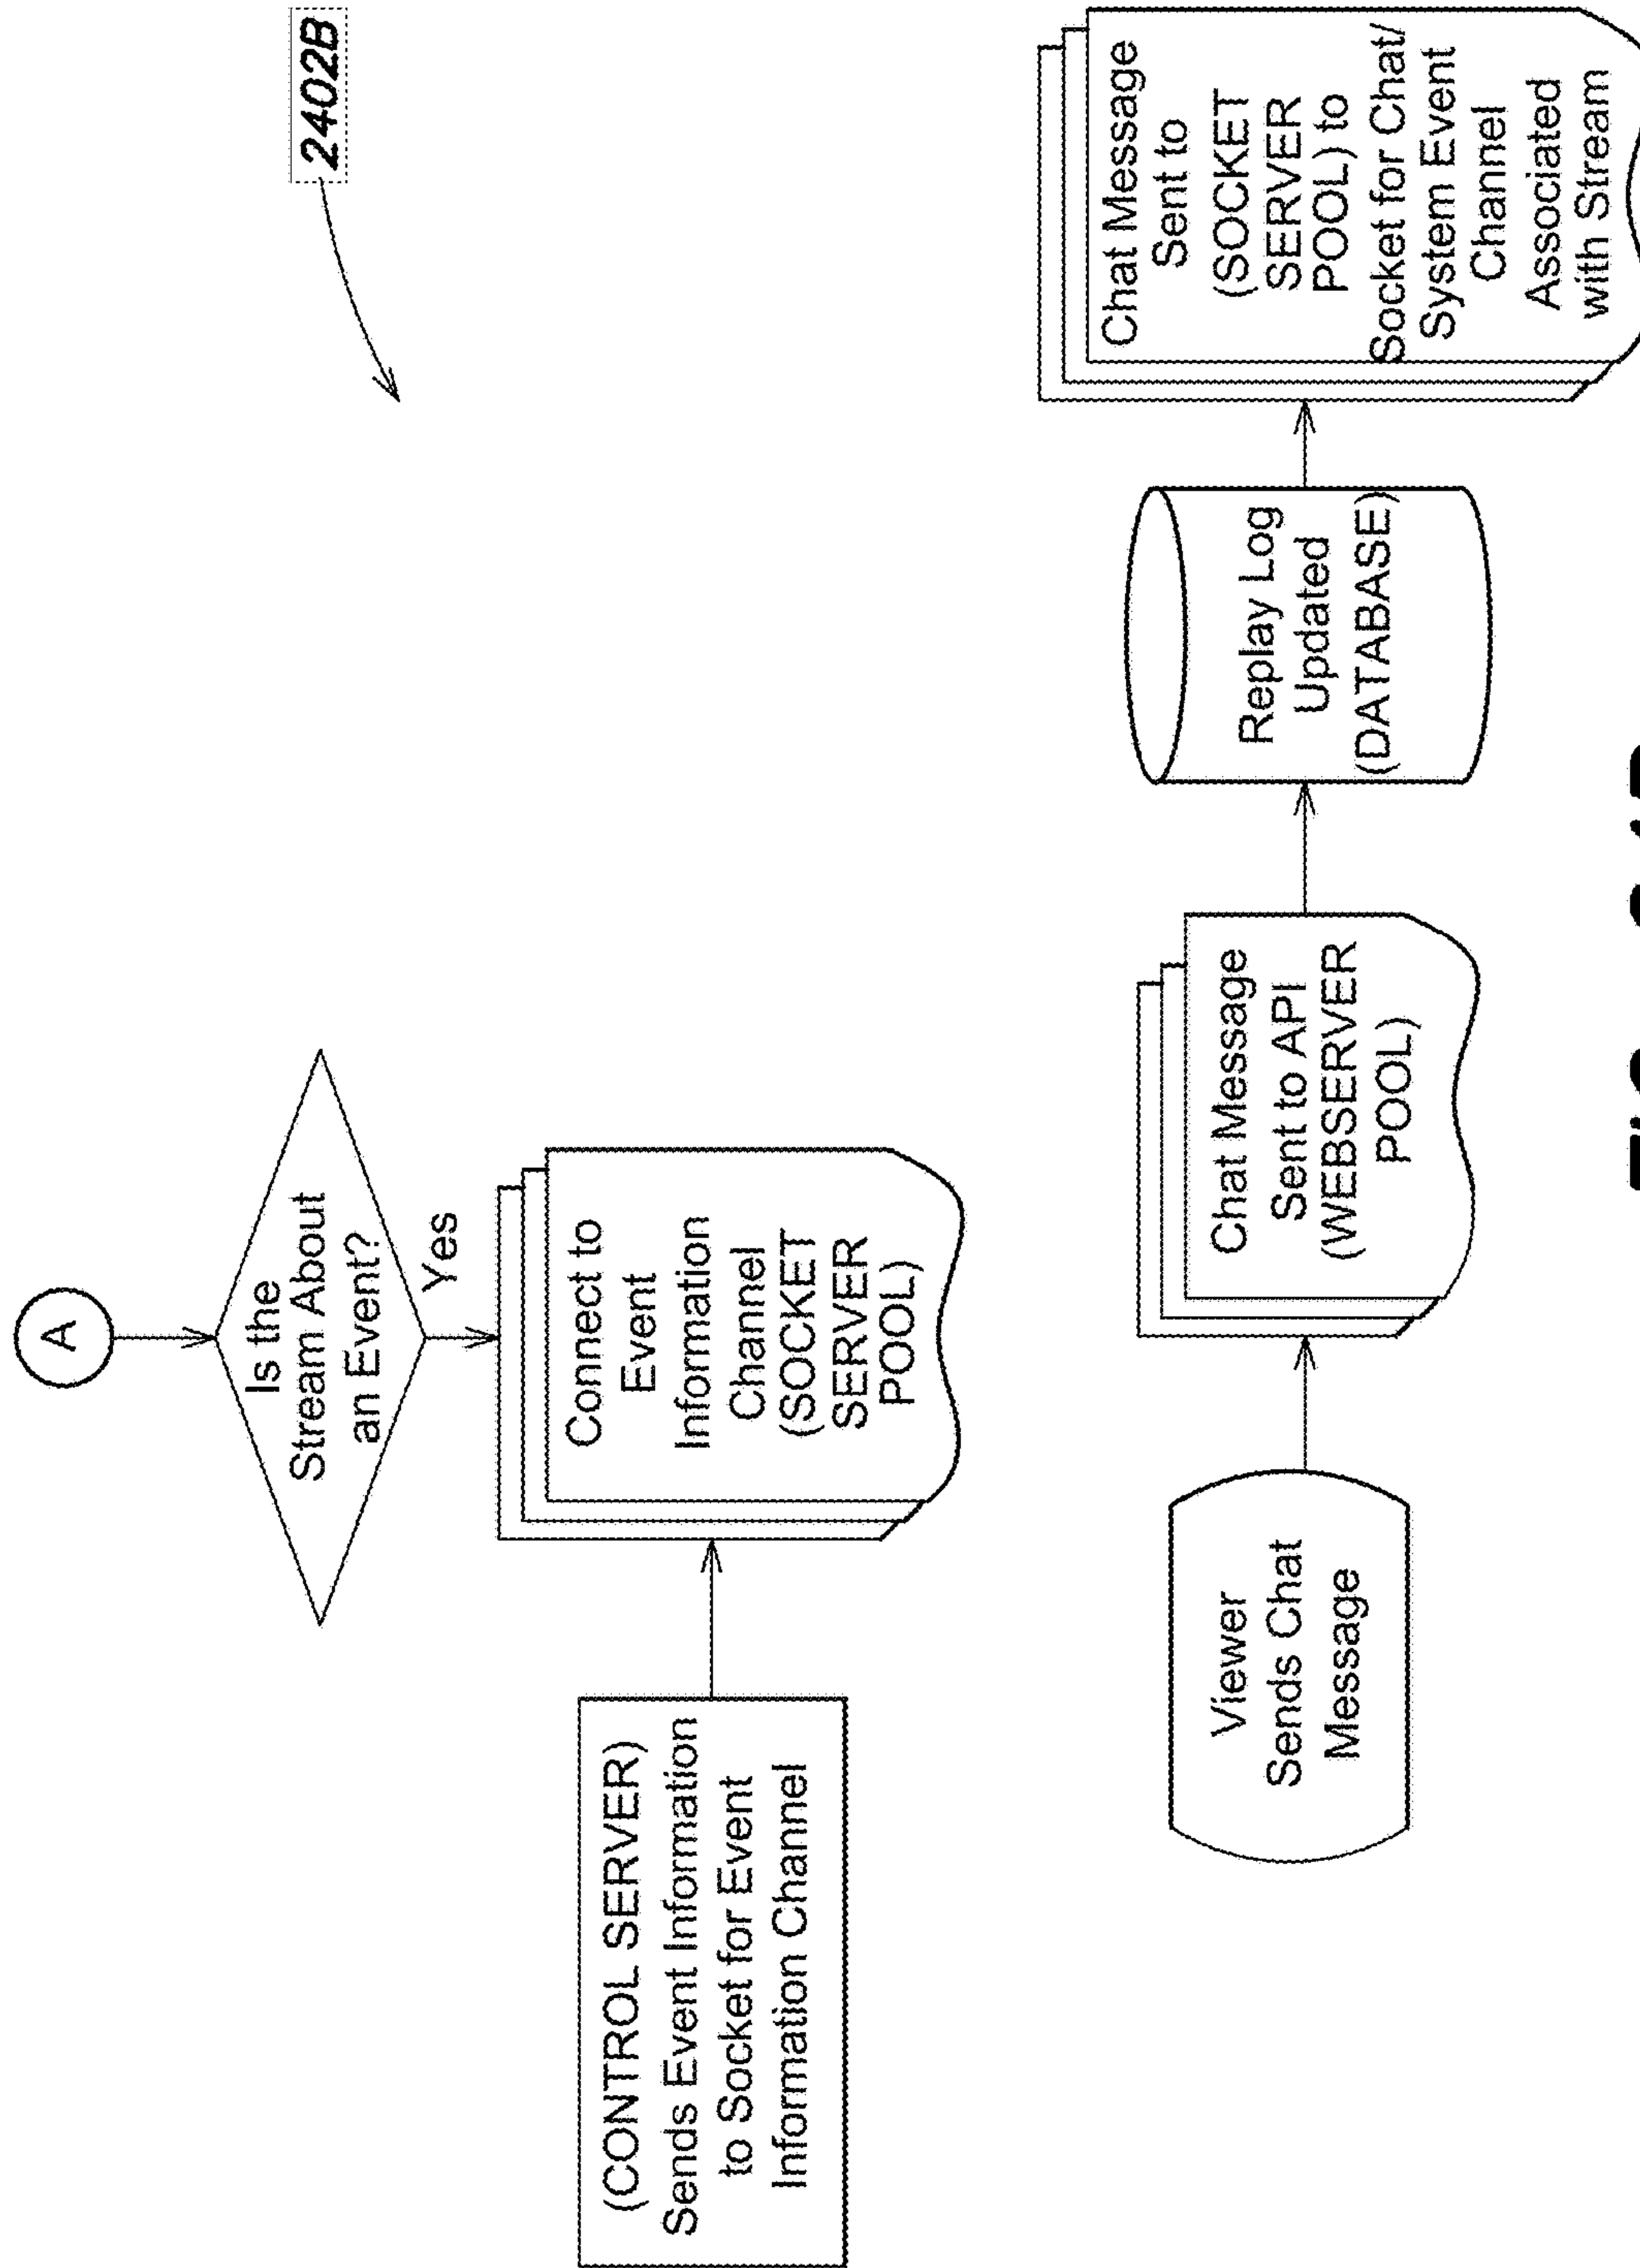 2402B
A
Is the
Stream About
an Event?
Yes
(CONTROL SERVER)
Sends Event Information
to Socket for Event
Information Channel
Connect to
Event
Information
Channel
(SOCKET
SERVER
POOL)
Viewer
Sends Chat
Message
Chat Message
Sent to API
(WEBSERVER
POOL)
Replay Log
Updated
(DATABASE)
Chat Message
Sent to
(SOCKET
SERVER
POOL) to
Socket for Chat/
System Event
Channel
Associated
with Stream